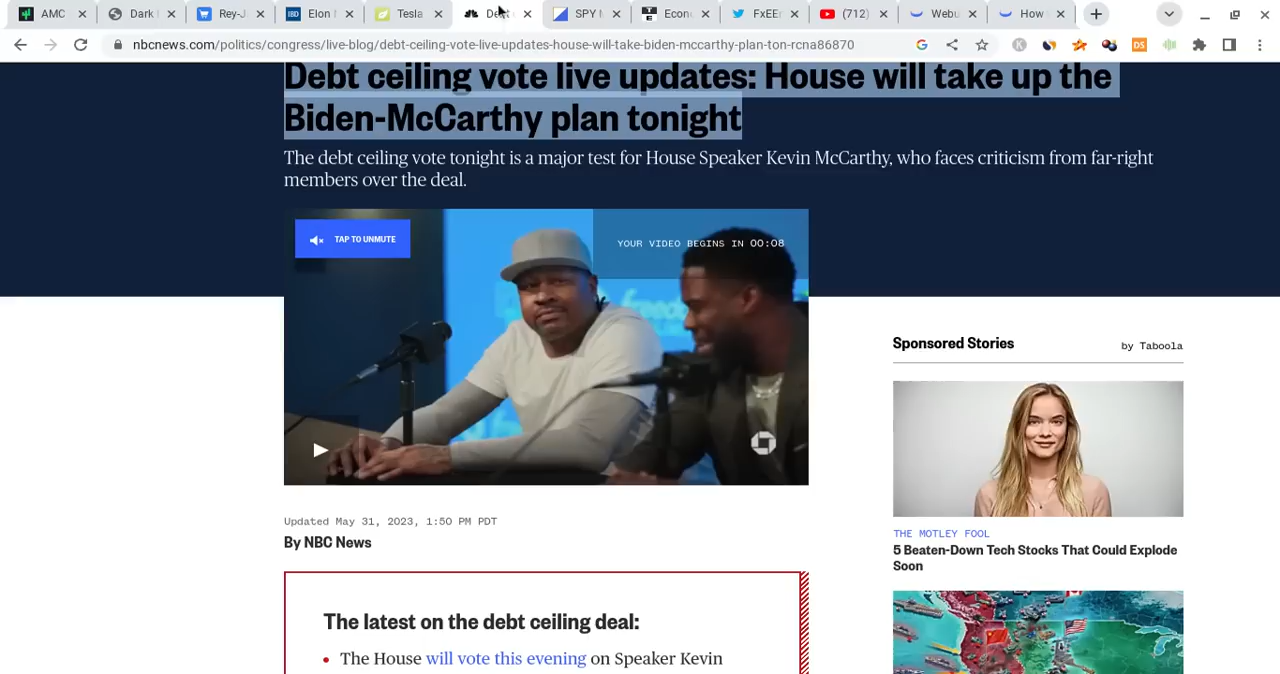 AMC
Dark
Rey-J
Elon
Tesla
Debt
SPY
Econ
FxEE
(712)
Webu
How
IBD
nbcnews.com/politics/congress/live-blog/debt-ceiling-vote-live-updates-house-will-take-biden-mccarthy-plan-ton-rcna86870
DS
Debt ceiling vote live updates: House will take up the
Biden-McCarthy plan tonight
The debt ceiling vote tonight is a major test for House Speaker Kevin McCarthy, who faces criticism from far-right
members over the deal.
TAP TO UNMUTE
YOUR VIDEO BEGINS IN 00:08
Updated May 31, 2023, 1:50 PM PDT
By NBC News
The latest on the debt ceiling deal:
• The House will vote this evening on Speaker Kevin
Sponsored Stories
by Taboola
THE MOTLEY FOOL
5 Beaten-Down Tech Stocks That Could Explode
Soon